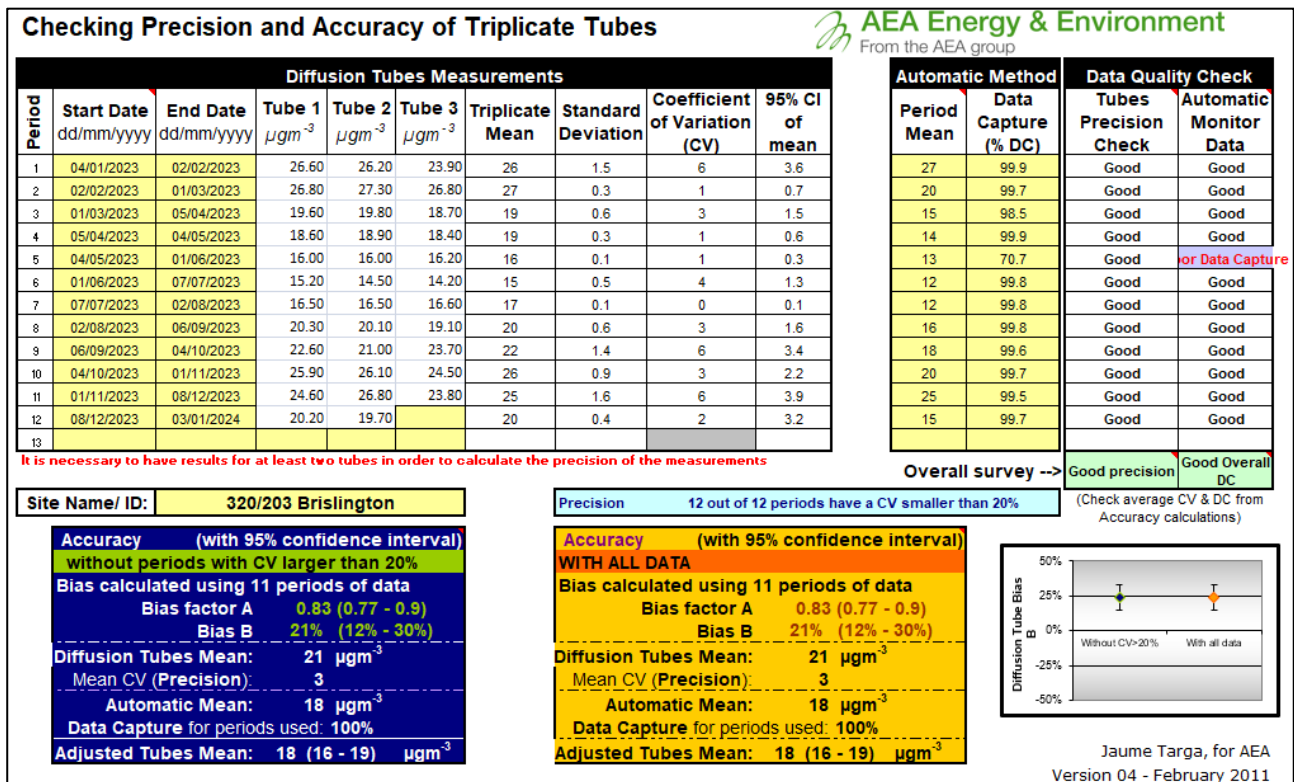 Checking Precision and Accuracy of Triplicate Tubes
AEA Energy & Environment
From the AEA group
Diffusion Tubes Measurements
Automatic Method
Data Quality Check
Period
Start Date dd/mm/yyyy
End Date dd/mm/yyyy
Tube 1 µgm⁻³
Tube 2 µgm⁻³
Tube 3 µgm⁻³
Triplicate Mean
Standard Deviation
Coefficient of Variation (CV)
95% CI of mean
Period Mean
Data Capture (% DC)
Tubes Precision Check
Automatic Monitor Data
1 04/01/2023 02/02/2023 26.60 26.20 23.90 26 1.5 6 3.6 27 99.9 Good Good
2 02/02/2023 01/03/2023 26.80 27.30 26.80 27 0.3 1 0.7 20 99.7 Good Good
3 01/03/2023 05/04/2023 19.60 19.80 18.70 19 0.6 3 1.5 15 98.5 Good Good
4 05/04/2023 04/05/2023 18.60 18.90 18.40 19 0.3 1 0.6 14 99.9 Good Good
5 04/05/2023 01/06/2023 16.00 16.00 16.20 16 0.1 1 0.3 13 70.7 Good or Data Capture
6 01/06/2023 07/07/2023 15.20 14.50 14.20 15 0.5 4 1.3 12 99.8 Good Good
7 07/07/2023 02/08/2023 16.50 16.50 16.60 17 0.1 0 0.1 12 99.8 Good Good
8 02/08/2023 06/09/2023 20.30 20.10 19.10 20 0.6 3 1.6 16 99.8 Good Good
9 06/09/2023 04/10/2023 22.60 21.00 23.70 22 1.4 6 3.4 18 99.6 Good Good
10 04/10/2023 01/11/2023 25.90 26.10 24.50 26 0.9 3 2.2 20 99.7 Good Good
11 01/11/2023 08/12/2023 24.60 26.80 23.80 25 1.6 6 3.9 25 99.5 Good Good
12 08/12/2023 03/01/2024 20.20 19.70 20 0.4 2 3.2 15 99.7 Good Good
13
It is necessary to have results for at least two tubes in order to calculate the precision of the measurements
Overall survey --> Good precision Good Overall DC
(Check average CV & DC from
Accuracy calculations)
Site Name/ ID: 320/203 Brislington
Precision 12 out of 12 periods have a CV smaller than 20%
Accuracy (with 95% confidence interval)
without periods with CV larger than 20%
Bias calculated using 11 periods of data
Bias factor A 0.83 (0.77 - 0.9)
Bias B 21% (12% - 30%)
Diffusion Tubes Mean: 21 µgm⁻³
Mean CV (Precision): 3
Automatic Mean: 18 µgm⁻³
Data Capture for periods used: 100%
Adjusted Tubes Mean: 18 (16 - 19) µgm⁻³
Accuracy (with 95% confidence interval)
WITH ALL DATA
Bias calculated using 11 periods of data
Bias factor A 0.83 (0.77 - 0.9)
Bias B 21% (12% - 30%)
Diffusion Tubes Mean: 21 µgm⁻³
Mean CV (Precision): 3
Automatic Mean: 18 µgm⁻³
Data Capture for periods used: 100%
Adjusted Tubes Mean: 18 (16 - 19) µgm⁻³
Diffusion Tube Bias B
50%
25%
0%
-25%
-50%
Without CV>20%
With all data
Jaume Targa, for AEA
Version 04 - February 2011